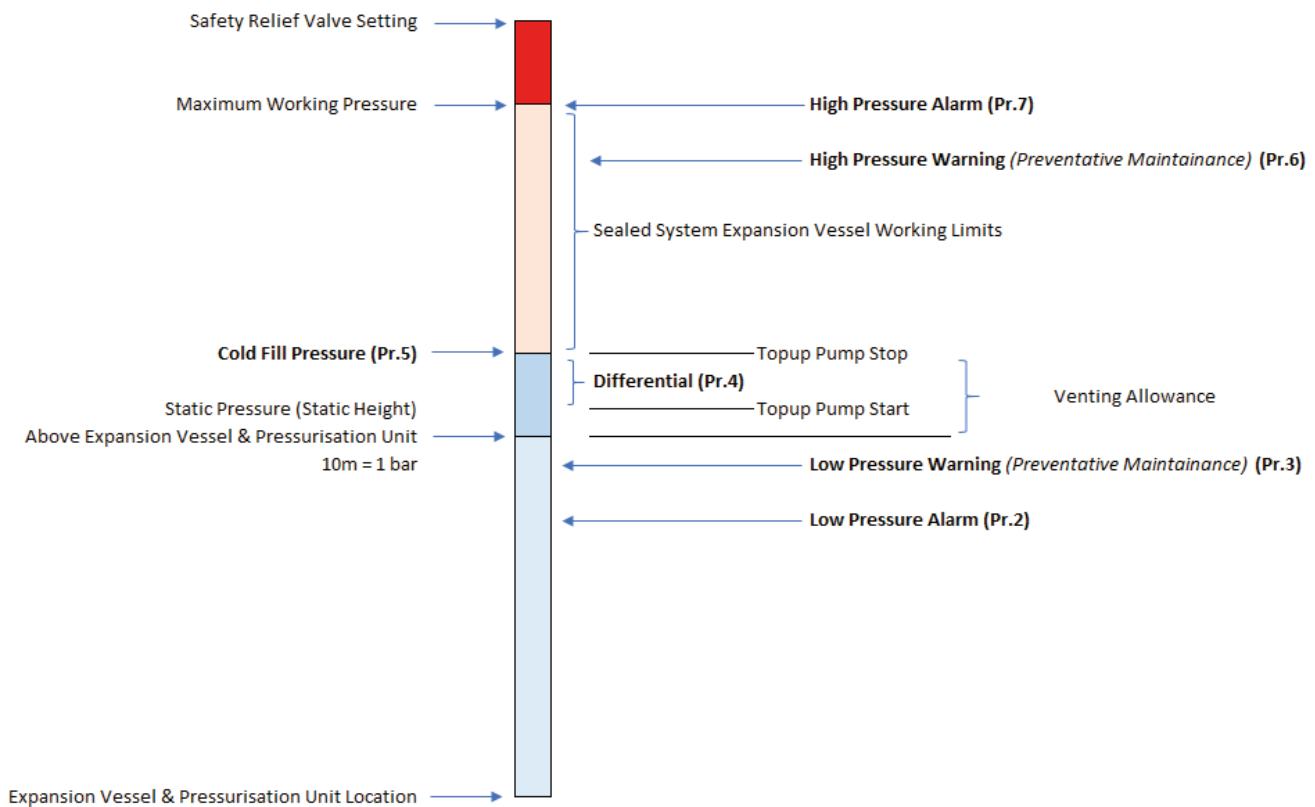 Safety Relief Valve Setting
Maximum Working Pressure
High Pressure Alarm (Pr.7)
High Pressure Warning (Preventative Maintainance) (Pr.6)
Sealed System Expansion Vessel Working Limits
Cold Fill Pressure (Pr.5)
Topup Pump Stop
Differential (Pr.4)
Venting Allowance
Static Pressure (Static Height)
Topup Pump Start
Above Expansion Vessel & Pressurisation Unit
10m = 1 bar
Low Pressure Warning (Preventative Maintainance) (Pr.3)
Low Pressure Alarm (Pr.2)
Expansion Vessel & Pressurisation Unit Location